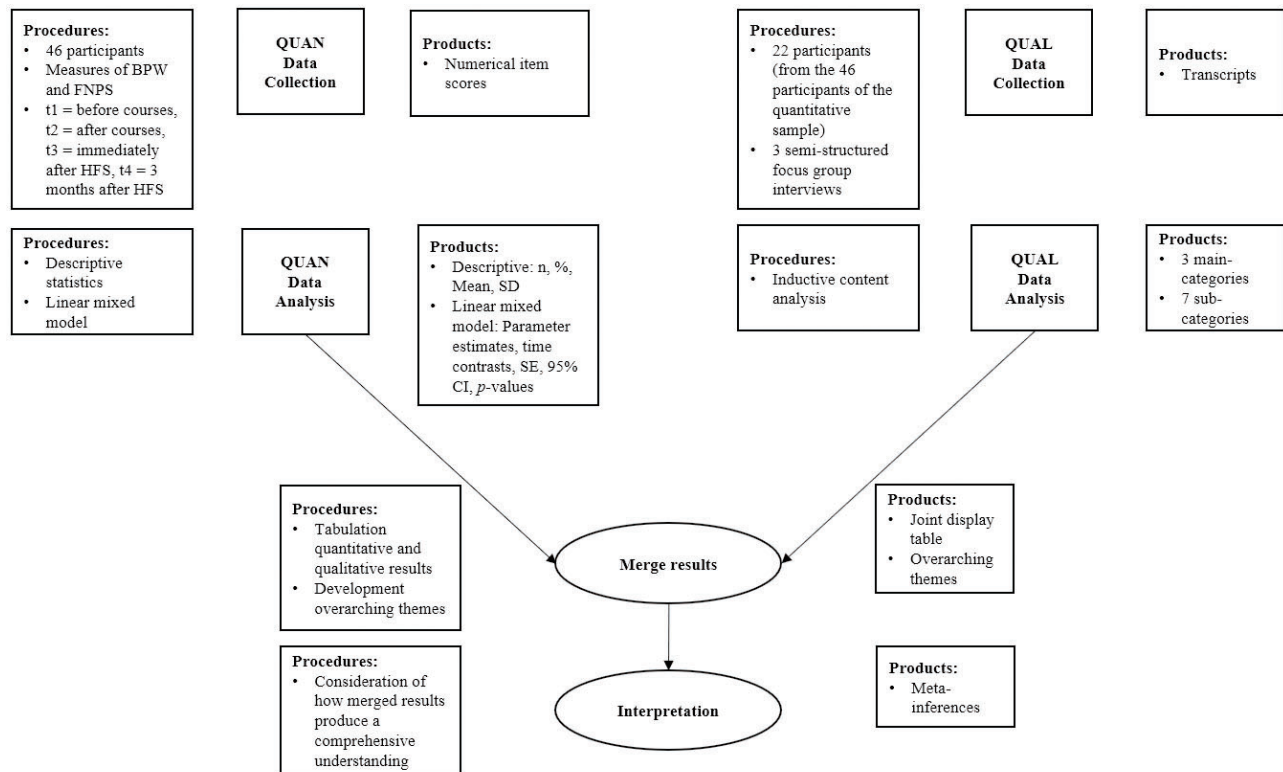 Procedures:
• 46 participants
• Measures of BPW
and FNPS
• t1 = before courses,
t2 = after courses,
t3 = immediately
after HFS, t4 = 3
months after HFS
QUAN
Data
Collection
Products:
• Numerical item
scores
Procedures:
• 22 participants
(from the 46
participants of the
quantitative
sample)
• 3 semi-structured
focus group
interviews
QUAL
Data
Collection
Products:
• Transcripts
Procedures:
• Descriptive
statistics
• Linear mixed
model
QUAN
Data
Analysis
Products:
• Descriptive: n, %,
Mean, SD
• Linear mixed
model: Parameter
estimates, time
contrasts, SE, 95%
CI, p-values
Procedures:
• Inductive content
analysis
QUAL
Data
Analysis
Products:
• 3 main-
categories
• 7 sub-
categories
Procedures:
• Tabulation
quantitative and
qualitative results
• Development
overarching themes
Merge results
Products:
• Joint display
table
• Overarching
themes
Procedures:
• Consideration of
how merged results
produce a
comprehensive
understanding
Interpretation
Products:
• Meta-
inferences